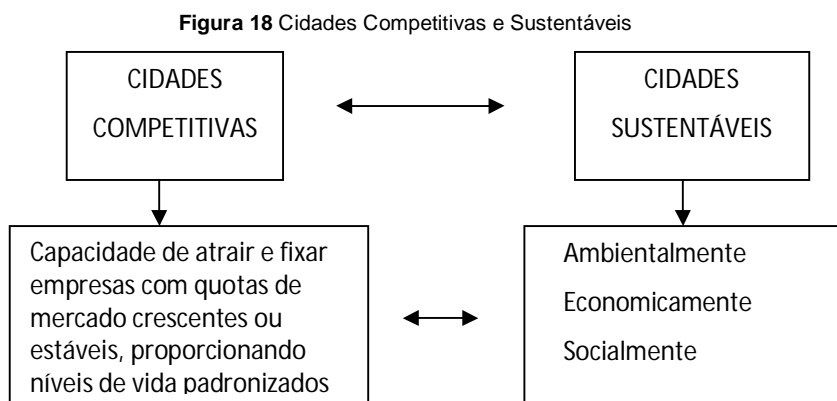 Figura 18 Cidades Competitivas e Sustentáveis
CIDADES
COMPETITIVAS
CIDADES
SUSTENTÁVEIS
Capacidade de atrair e fixar
empresas com quotas de
mercado crescentes ou
estáveis, proporcionando
níveis de vida padronizados
Ambientalmente
Economicamente
Socialmente